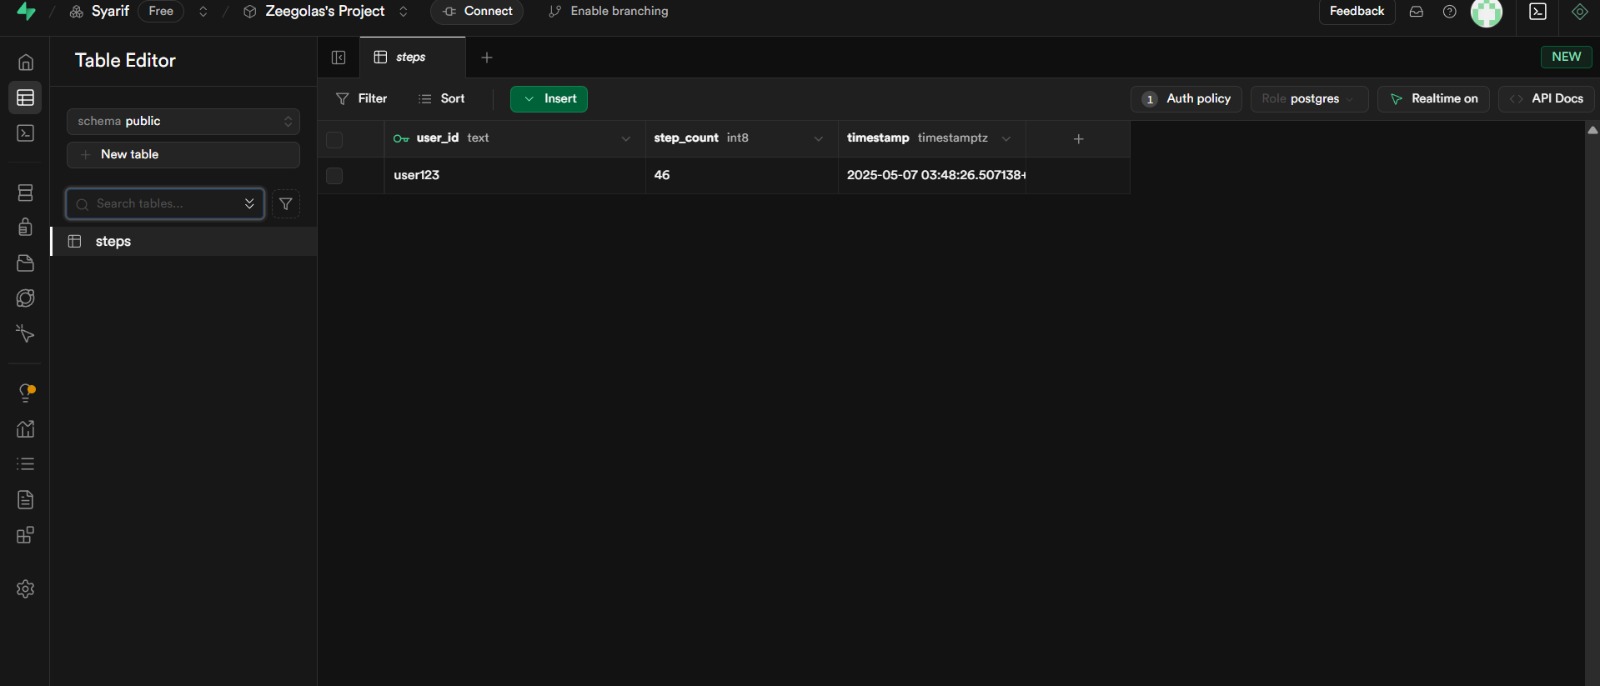 Syarif Free Zeegolas's Project Connect Enable branching Feedback
Table Editor
steps
NEW
Filter Sort Insert 1 Auth policy Role postgres Realtime on API Docs
schema public
New table
Search tables...
steps
user_id text step_count int8 timestamp timestamptz
user123 46 2025-05-07 03:48:26.507138+